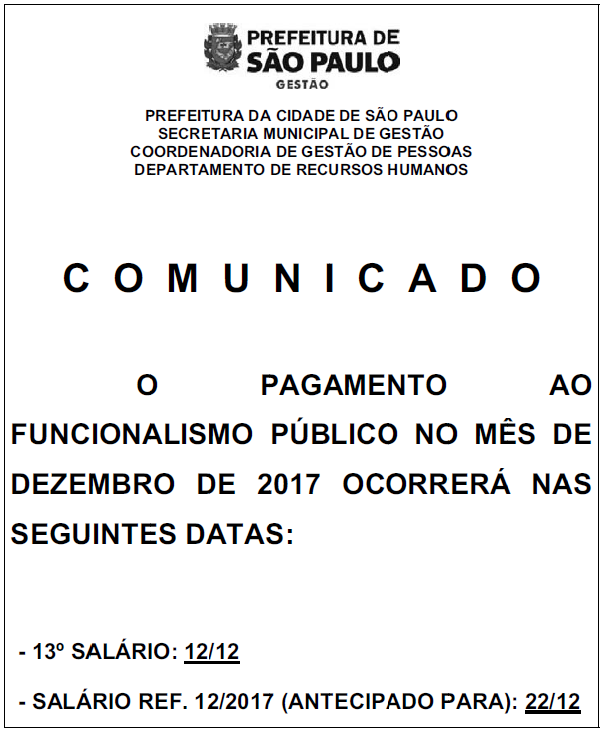 PREFEITURA DE
SÃO PAULO
GESTÃO
PREFEITURA DA CIDADE DE SÃO PAULO
SECRETARIA MUNICIPAL DE GESTÃO
COORDENADORIA DE GESTÃO DE PESSOAS
DEPARTAMENTO DE RECURSOS HUMANOS
C O M U N I C A D O
O PAGAMENTO AO
FUNCIONALISMO PÚBLICO NO MÊS DE
DEZEMBRO DE 2017 OCORRERÁ NAS
SEGUINTES DATAS:
- 13º SALÁRIO: 12/12
- SALÁRIO REF. 12/2017 (ANTECIPADO PARA): 22/12